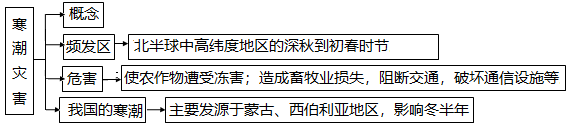 寒潮灾害
概念
频发区
北半球中高纬度地区的深秋到初春时节
危害
使农作物遭受冻害；造成畜牧业损失，阻断交通，破坏通信设施等
我国的寒潮
主要发源于蒙古、西伯利亚地区，影响冬半年